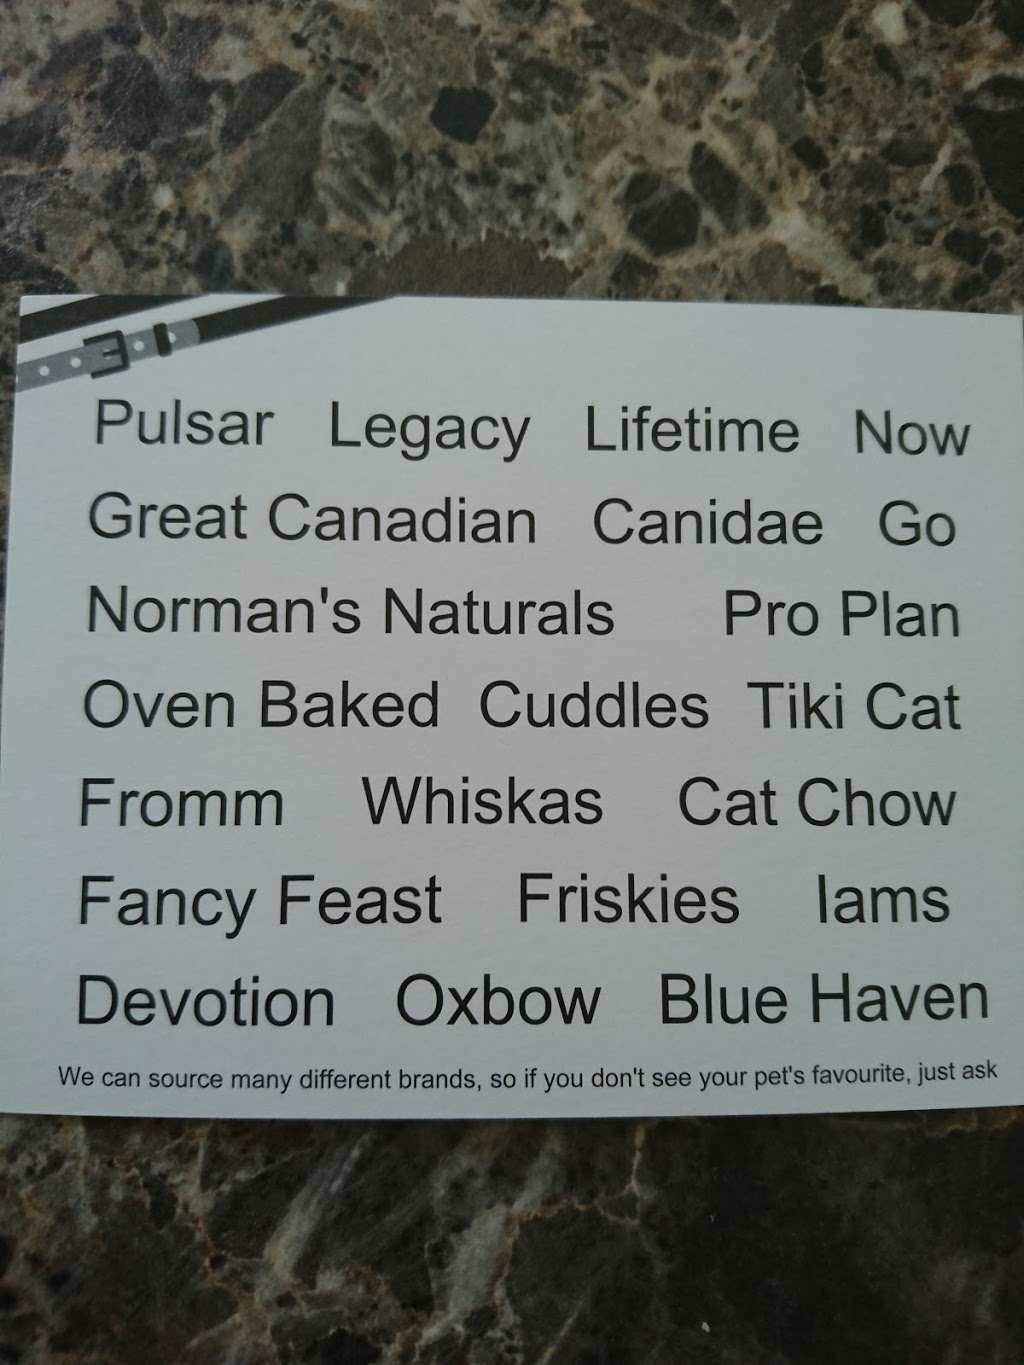 Pulsar Legacy Lifetime Now
Great Canadian Canidae Go
Norman's Naturals Pro Plan
Oven Baked Cuddles Tiki Cat
Fromm Whiskas Cat Chow
Fancy Feast Friskies Iams
Devotion Oxbow Blue Haven
We can source many different brands, so if you don't see your pet's favourite, just ask